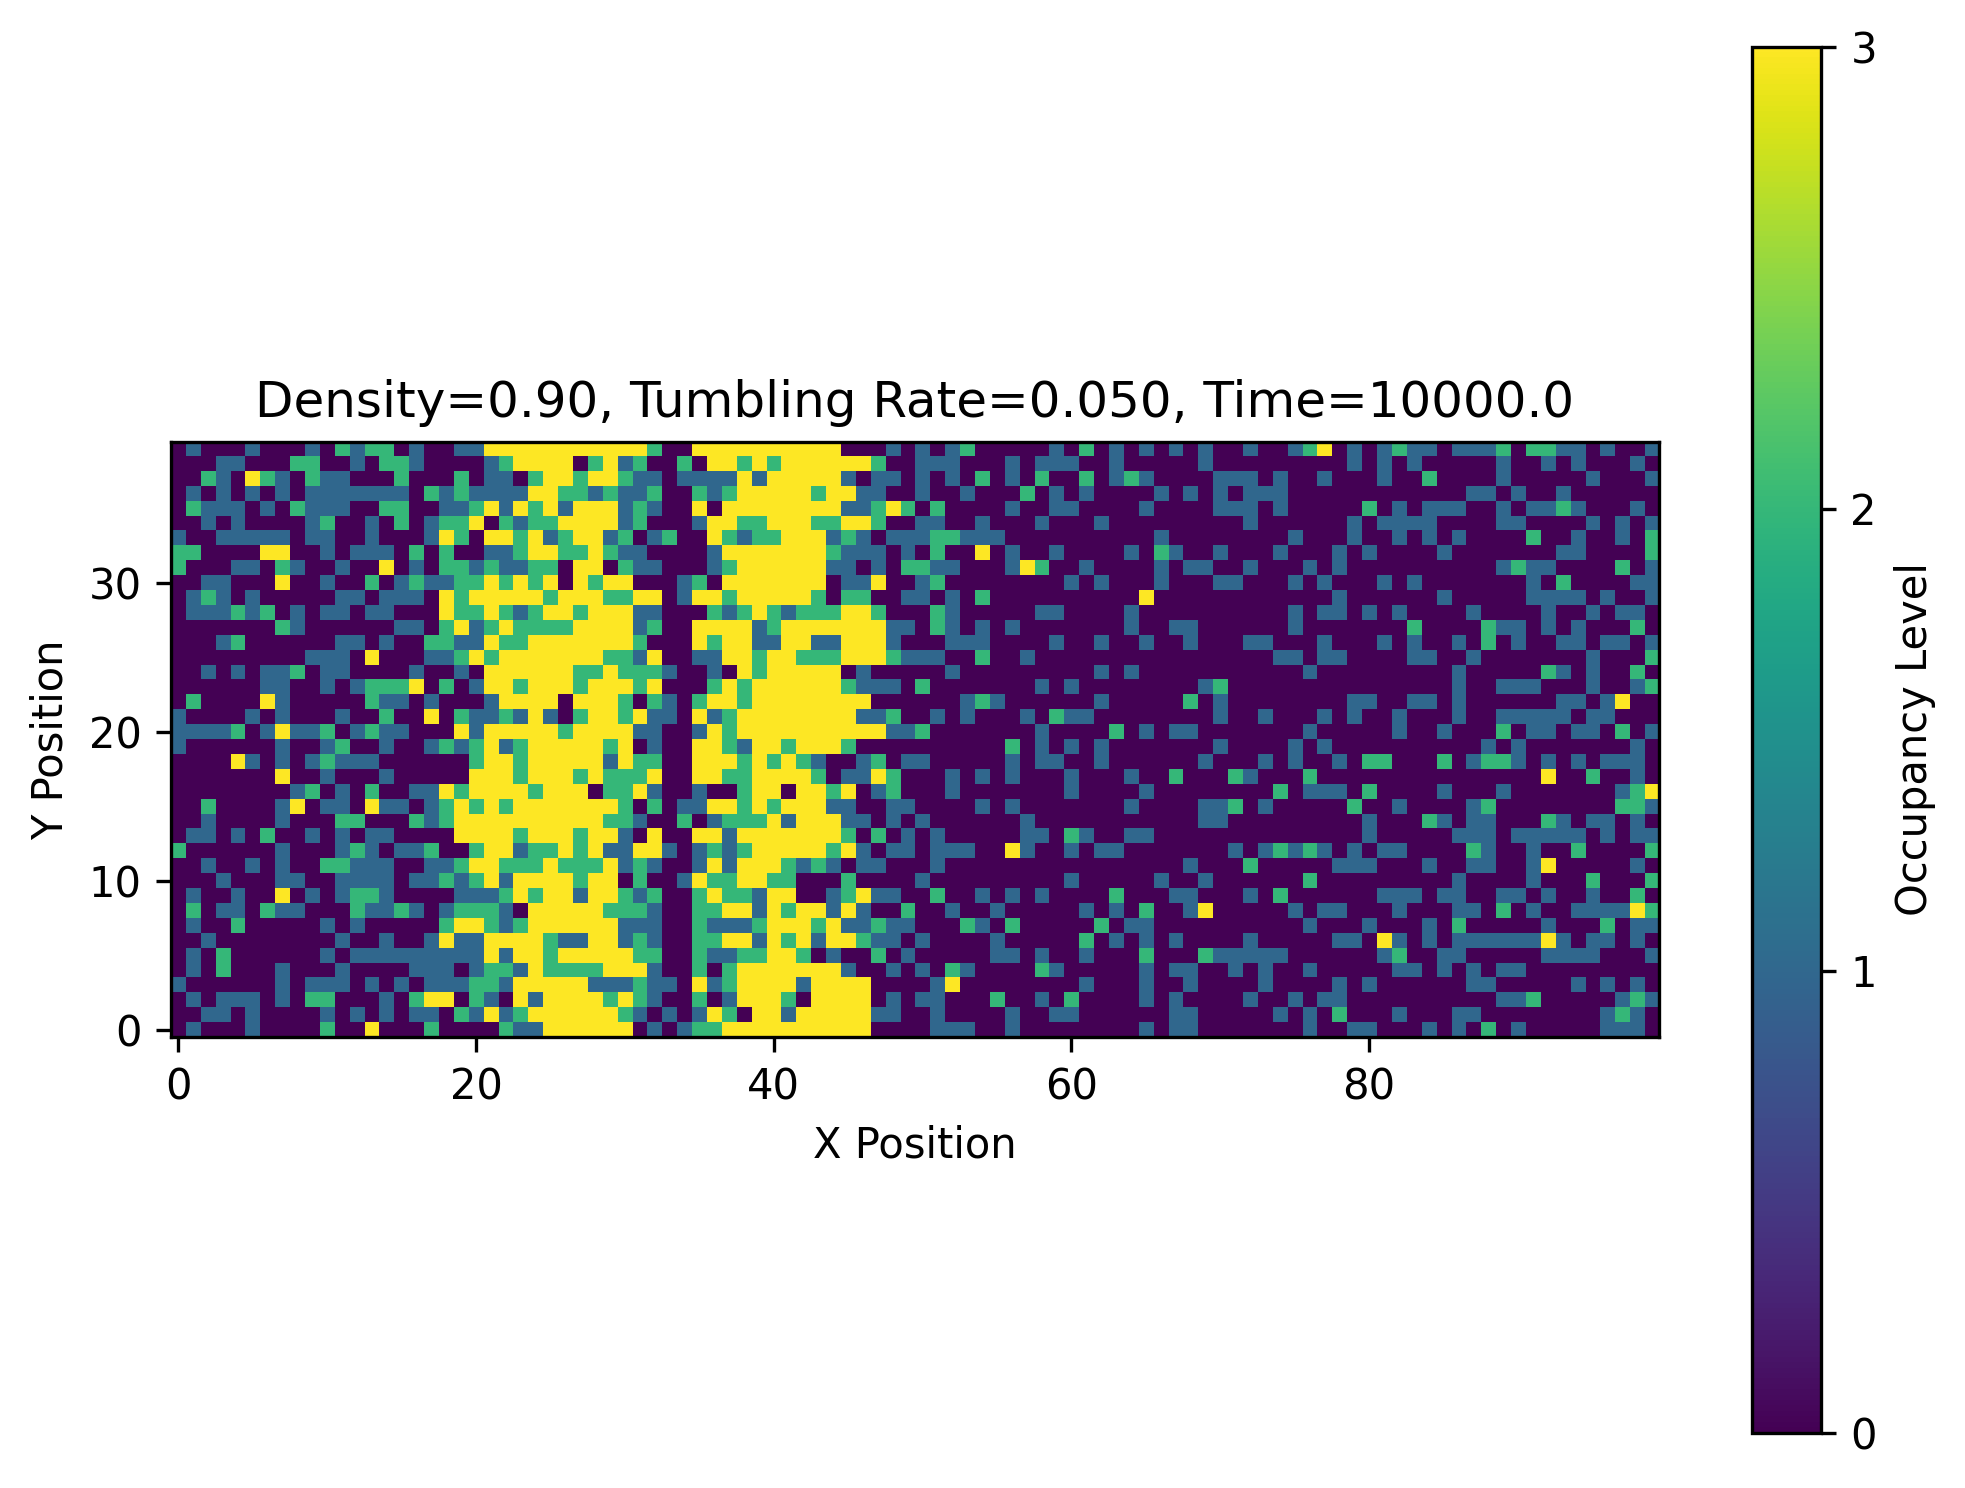 Density=0.90, Tumbling Rate=0.050, Time=10000.0
Y Position
30
20
10
0
0 20 40 60 80
X Position
3
2
1
0
Occupancy Level